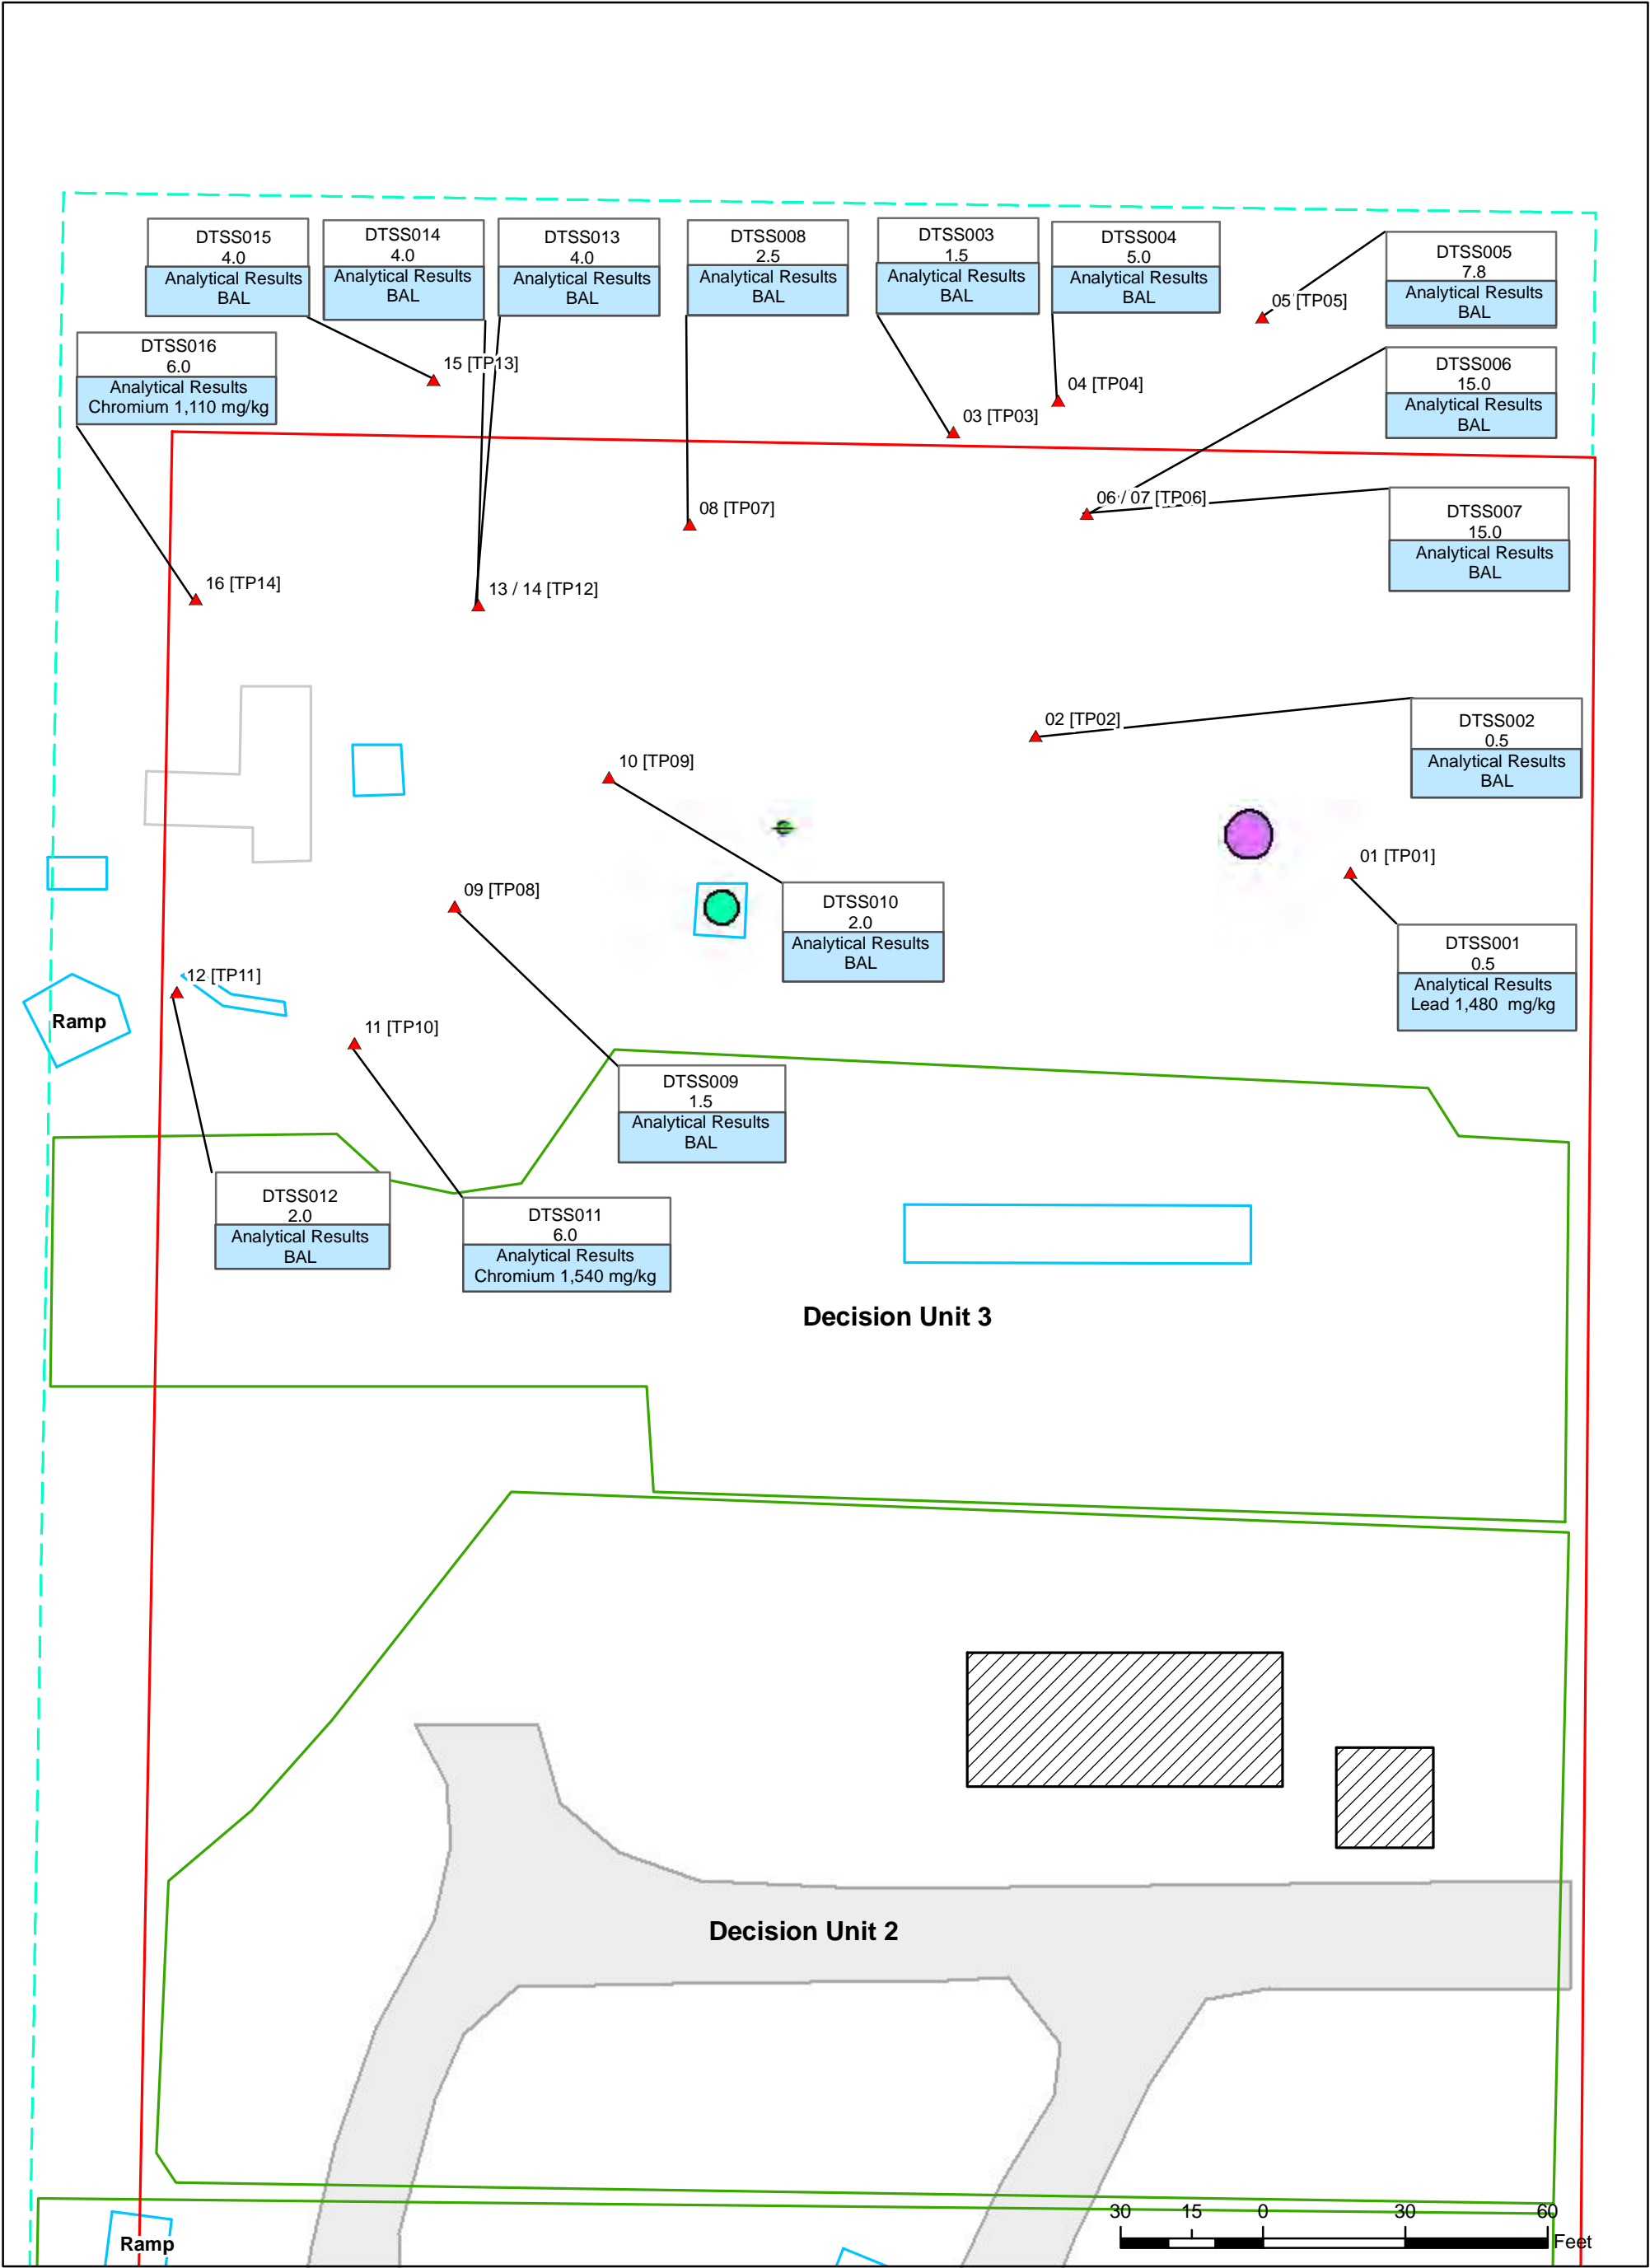 DTSS015
4.0
Analytical Results
BAL
DTSS014
4.0
Analytical Results
BAL
DTSS013
4.0
Analytical Results
BAL
DTSS008
2.5
Analytical Results
BAL
DTSS003
1.5
Analytical Results
BAL
DTSS004
5.0
Analytical Results
BAL
DTSS005
7.8
Analytical Results
BAL
05 [TP05]
DTSS016
6.0
Analytical Results
Chromium 1,110 mg/kg
15 [TP13]
04 [TP04]
03 [TP03]
DTSS006
15.0
Analytical Results
BAL
06 / 07 [TP06]
08 [TP07]
DTSS007
15.0
Analytical Results
BAL
16 [TP14]
13 / 14 [TP12]
02 [TP02]
DTSS002
0.5
Analytical Results
BAL
10 [TP09]
01 [TP01]
09 [TP08]
DTSS010
2.0
Analytical Results
BAL
DTSS001
0.5
Analytical Results
Lead 1,480 mg/kg
12 [TP11]
Ramp
11 [TP10]
DTSS009
1.5
Analytical Results
BAL
DTSS012
2.0
Analytical Results
BAL
DTSS011
6.0
Analytical Results
Chromium 1,540 mg/kg
Decision Unit 3
Decision Unit 2
30 15 0 30 60
Feet
Ramp